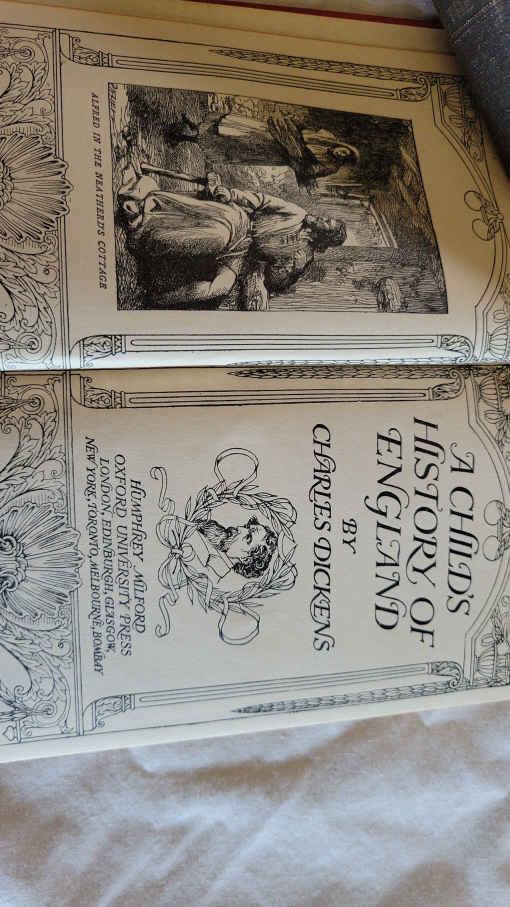 ALFRED IN THE NEATHERD'S COTTAGE
A CHILD'S
HISTORY OF
ENGLAND
BY
CHARLES DICKENS
HUMPHREY MILFORD
OXFORD UNIVERSITY PRESS
LONDON, EDINBURGH, GLASGOW,
NEW YORK, TORONTO, MELBOURNE, BOMBAY